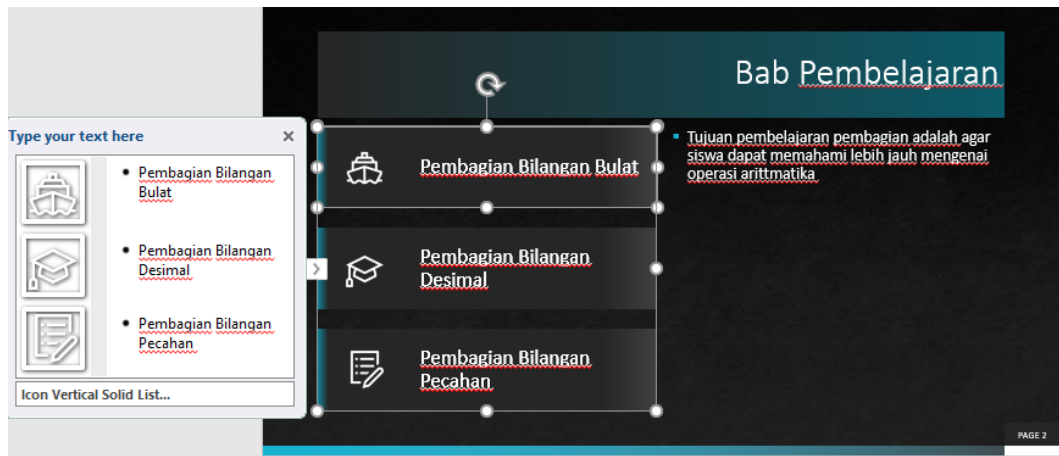 Bab Pembelajaran
Type your text here
Pembagian Bilangan
Bulat
Pembagian Bilangan
Desimal
Pembagian Bilangan
Pecahan
Icon Vertical Solid List...
Pembagian Bilangan Bulat
Pembagian Bilangan
Desimal
Pembagian Bilangan
Pecahan
Tujuan pembelajaran pembagian adalah agar
siswa dapat memahami lebih jauh mengenai
operasi arittmatika
PAGE 2